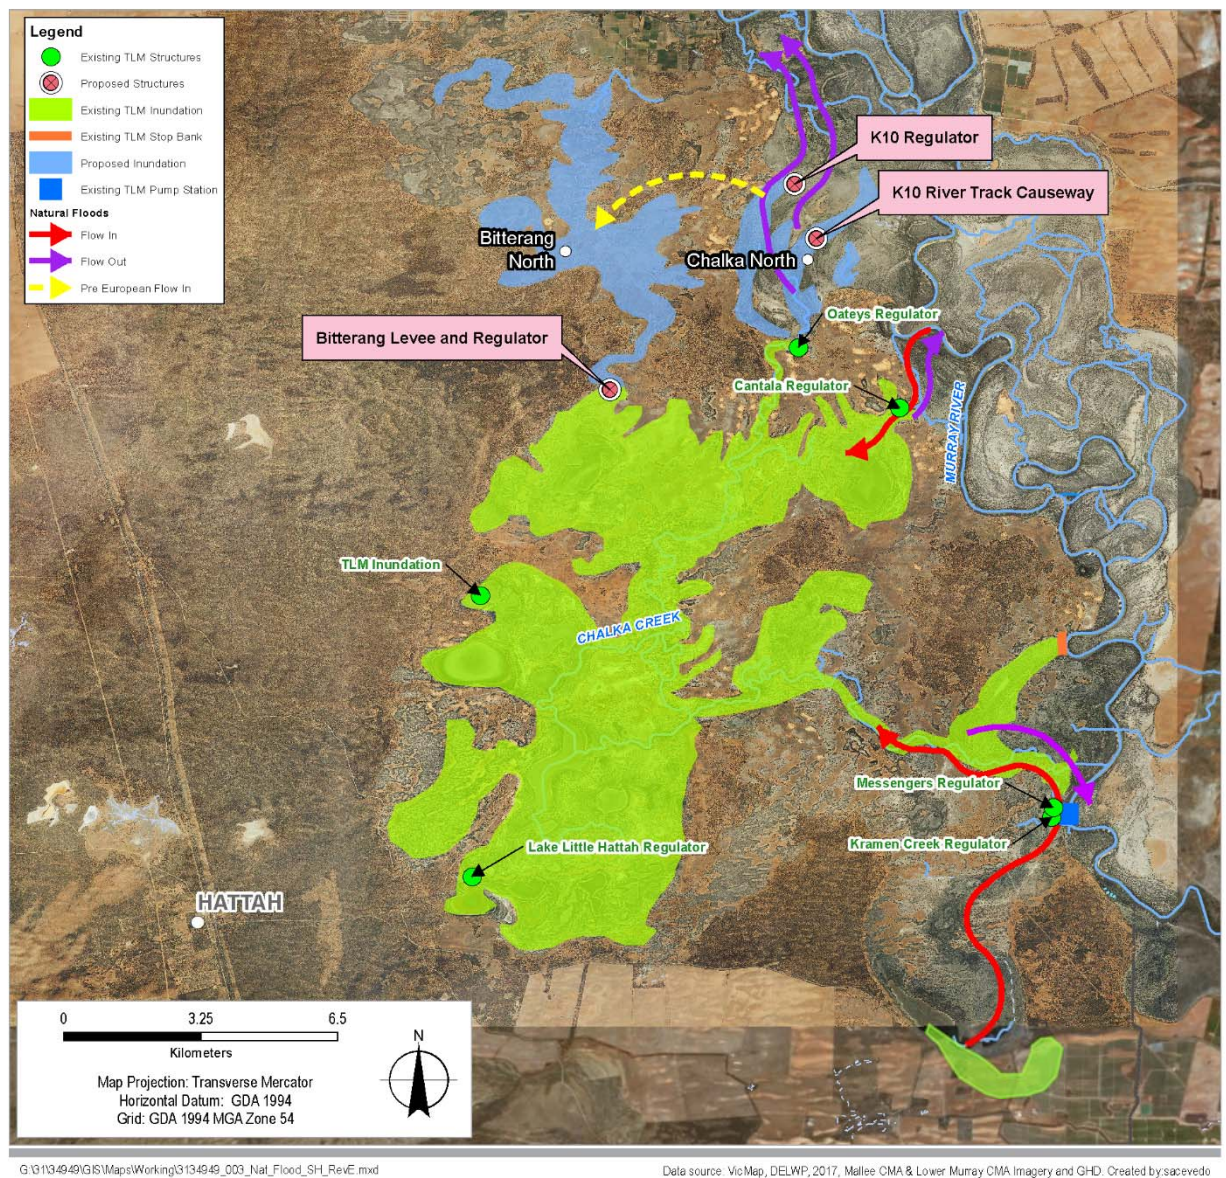 Legend
Existing TLM Structures
Proposed Structures
Existing TLM Inundation
Existing TLM Stop Bank
Proposed Inundation
Existing TLM Pump Station
Natural Floods
Flow In
Flow Out
Pre European Flow In
K10 Regulator
K10 River Track Causeway
Bitterang
North
Chalka North
Oateys Regulator
Bitterang Levee and Regulator
Cantala Regulator
MURRAY RIVER
TLM Inundation
CHALKA CREEK
Messengers Regulator
Kramen Creek Regulator
Lake Little Hattah Regulator
HATTAH
0 3.25 6.5
Kilometers
N
Map Projection: Transverse Mercator
Horizontal Datum: GDA 1994
Grid: GDA 1994 MGA Zone 54
G:\31\34949\GIS\Maps\Working\3134949_003_Nat_Flood_SH_RevE.mxd
Data source: VicMap, DELWP, 2017, Mallee CMA & Lower Murray CMA Imagery and GHD. Created by:sacevedo